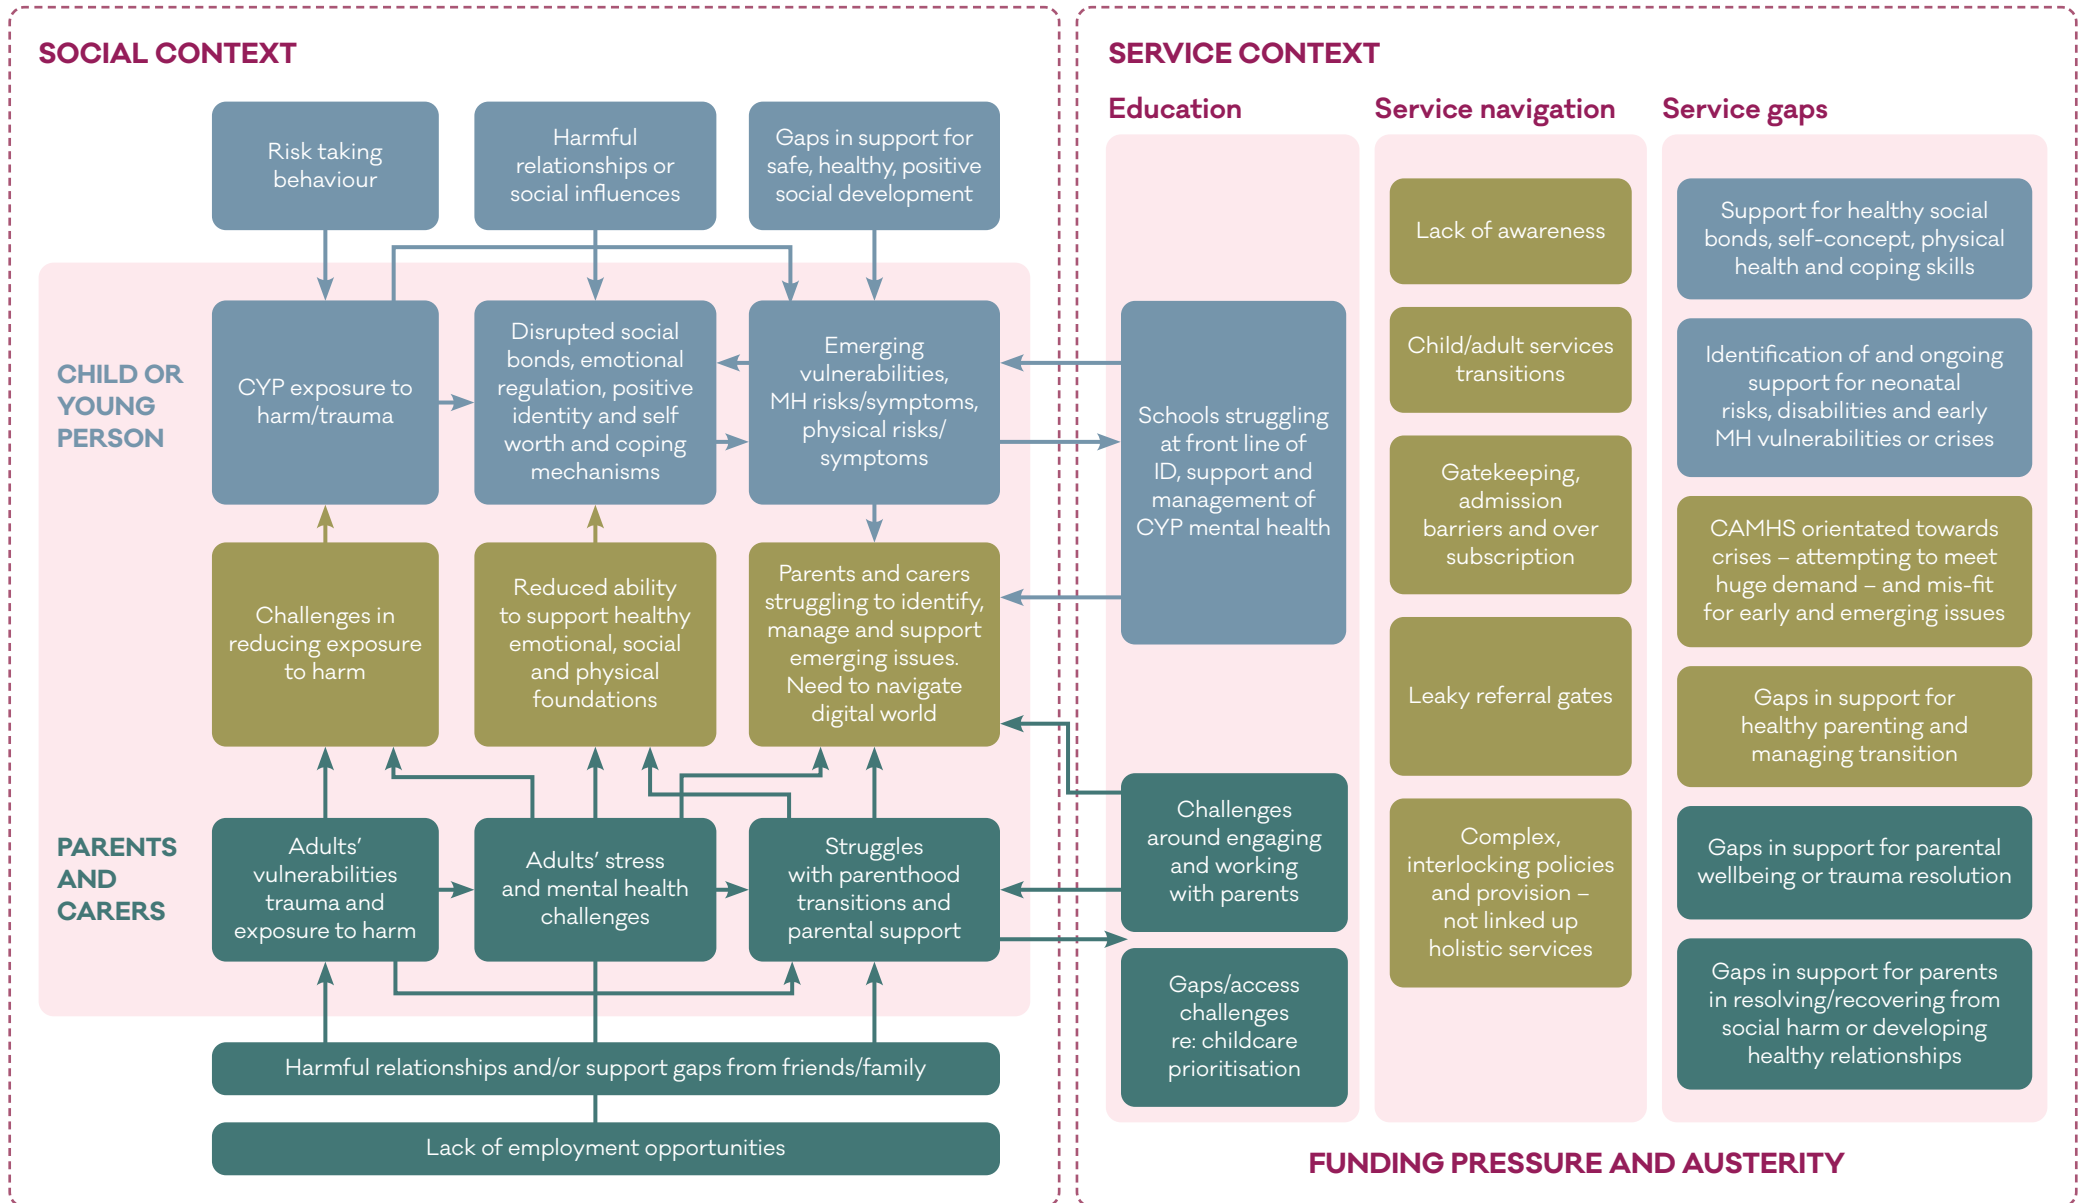 SOCIAL CONTEXT
Risk taking
behaviour
Harmful
relationships or
social influences
Gaps in support for
safe, healthy, positive
social development
CHILD OR
YOUNG
PERSON
CYP exposure to
harm/trauma
Disrupted social
bonds, emotional
regulation, positive
identity and self
worth and coping
mechanisms
Emerging
vulnerabilities,
MH risks/symptoms,
physical risks/
symptoms
Challenges in
reducing exposure
to harm
Reduced ability
to support healthy
emotional, social
and physical
foundations
Parents and carers
struggling to identify,
manage and support
emerging issues.
Need to navigate
digital world
PARENTS
AND
CARERS
Adults’
vulnerabilities
trauma and
exposure to harm
Adults’ stress
and mental health
challenges
Struggles
with parenthood
transitions and
parental support
Harmful relationships and/or support gaps from friends/family
Lack of employment opportunities
SERVICE CONTEXT
Education
Schools struggling
at front line of
ID, support and
management of
CYP mental health
Challenges
around engaging
and working
with parents
Gaps/access
challenges
re: childcare
prioritisation
Service navigation
Lack of awareness
Child/adult services
transitions
Gatekeeping,
admission
barriers and over
subscription
Leaky referral gates
Complex,
interlocking policies
and provision –
not linked up
holistic services
Service gaps
Support for healthy social
bonds, self-concept, physical
health and coping skills
Identification of and ongoing
support for neonatal
risks, disabilities and early
MH vulnerabilities or crises
CAMHS orientated towards
crises – attempting to meet
huge demand – and mis-fit
for early and emerging issues
Gaps in support for
healthy parenting and
managing transition
Gaps in support for parental
wellbeing or trauma resolution
Gaps in support for parents
in resolving/recovering from
social harm or developing
healthy relationships
FUNDING PRESSURE AND AUSTERITY